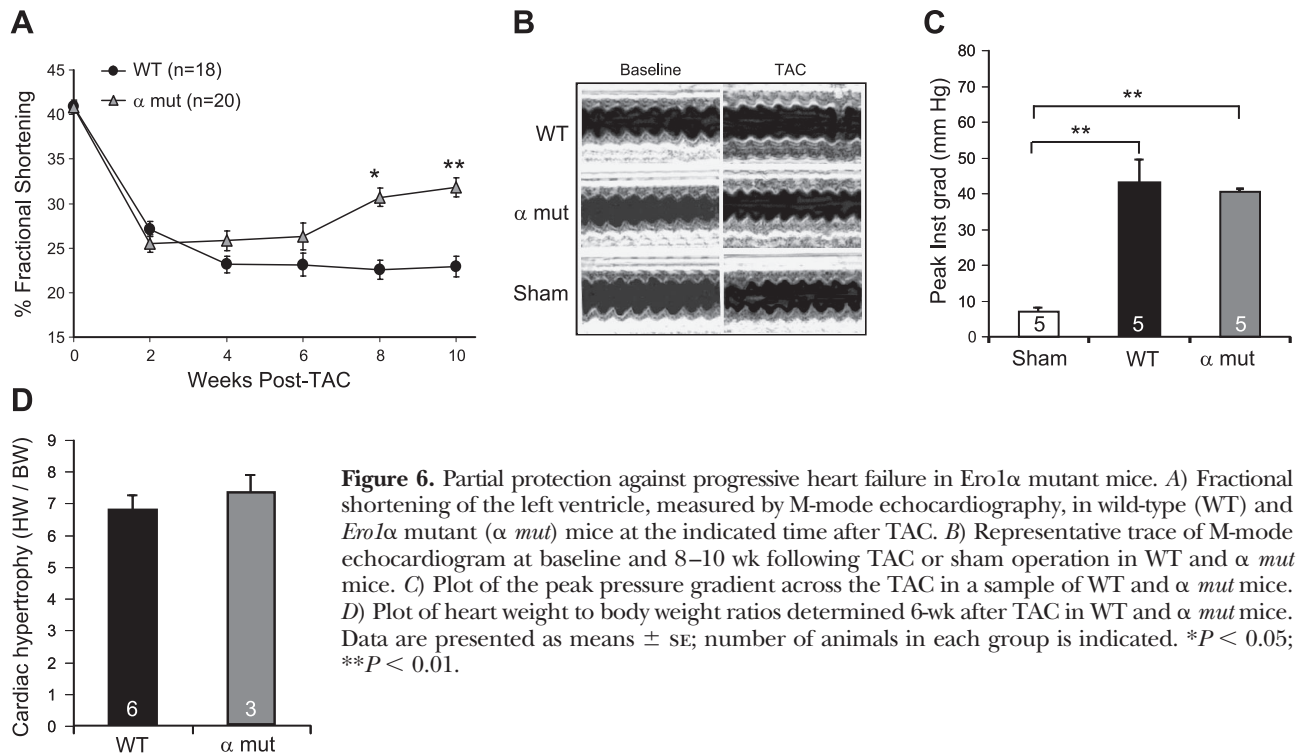 A
45
40
35
30
25
20
15
% Fractional Shortening
WT (n=18)
α mut (n=20)
*
**
0 2 4 6 8 10
Weeks Post-TAC
B
Baseline TAC
WT
α mut
Sham
C
80
70
60
50
40
30
20
10
0
Peak Inst grad (mm Hg)
**
**
5 5 5
Sham WT α mut
D
9
8
7
6
5
4
3
2
1
0
Cardiac hypertrophy (HW / BW)
6 3
WT α mut
Figure 6. Partial protection against progressive heart failure in Ero1α mutant mice. A) Fractional
shortening of the left ventricle, measured by M-mode echocardiography, in wild-type (WT) and
Ero1α mutant (α mut) mice at the indicated time after TAC. B) Representative trace of M-mode
echocardiogram at baseline and 8–10 wk following TAC or sham operation in WT and α mut
mice. C) Plot of the peak pressure gradient across the TAC in a sample of WT and α mut mice.
D) Plot of heart weight to body weight ratios determined 6-wk after TAC in WT and α mut mice.
Data are presented as means ± SE; number of animals in each group is indicated. *P < 0.05;
**P < 0.01.